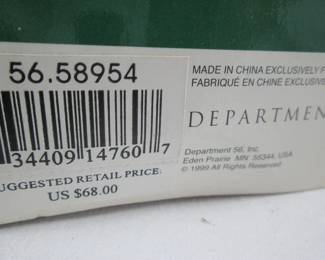 56.58954
34409 14760 7
SUGGESTED RETAIL PRICE:
US $68.00
MADE IN CHINA EXCLUSIVELY F
FABRIQUÉ EN CHINE EXCLUSIVE
DEPARTMEN
Department 56, Inc.
Eden Prairie MN 55344, USA
© 1999 All Rights Reserved